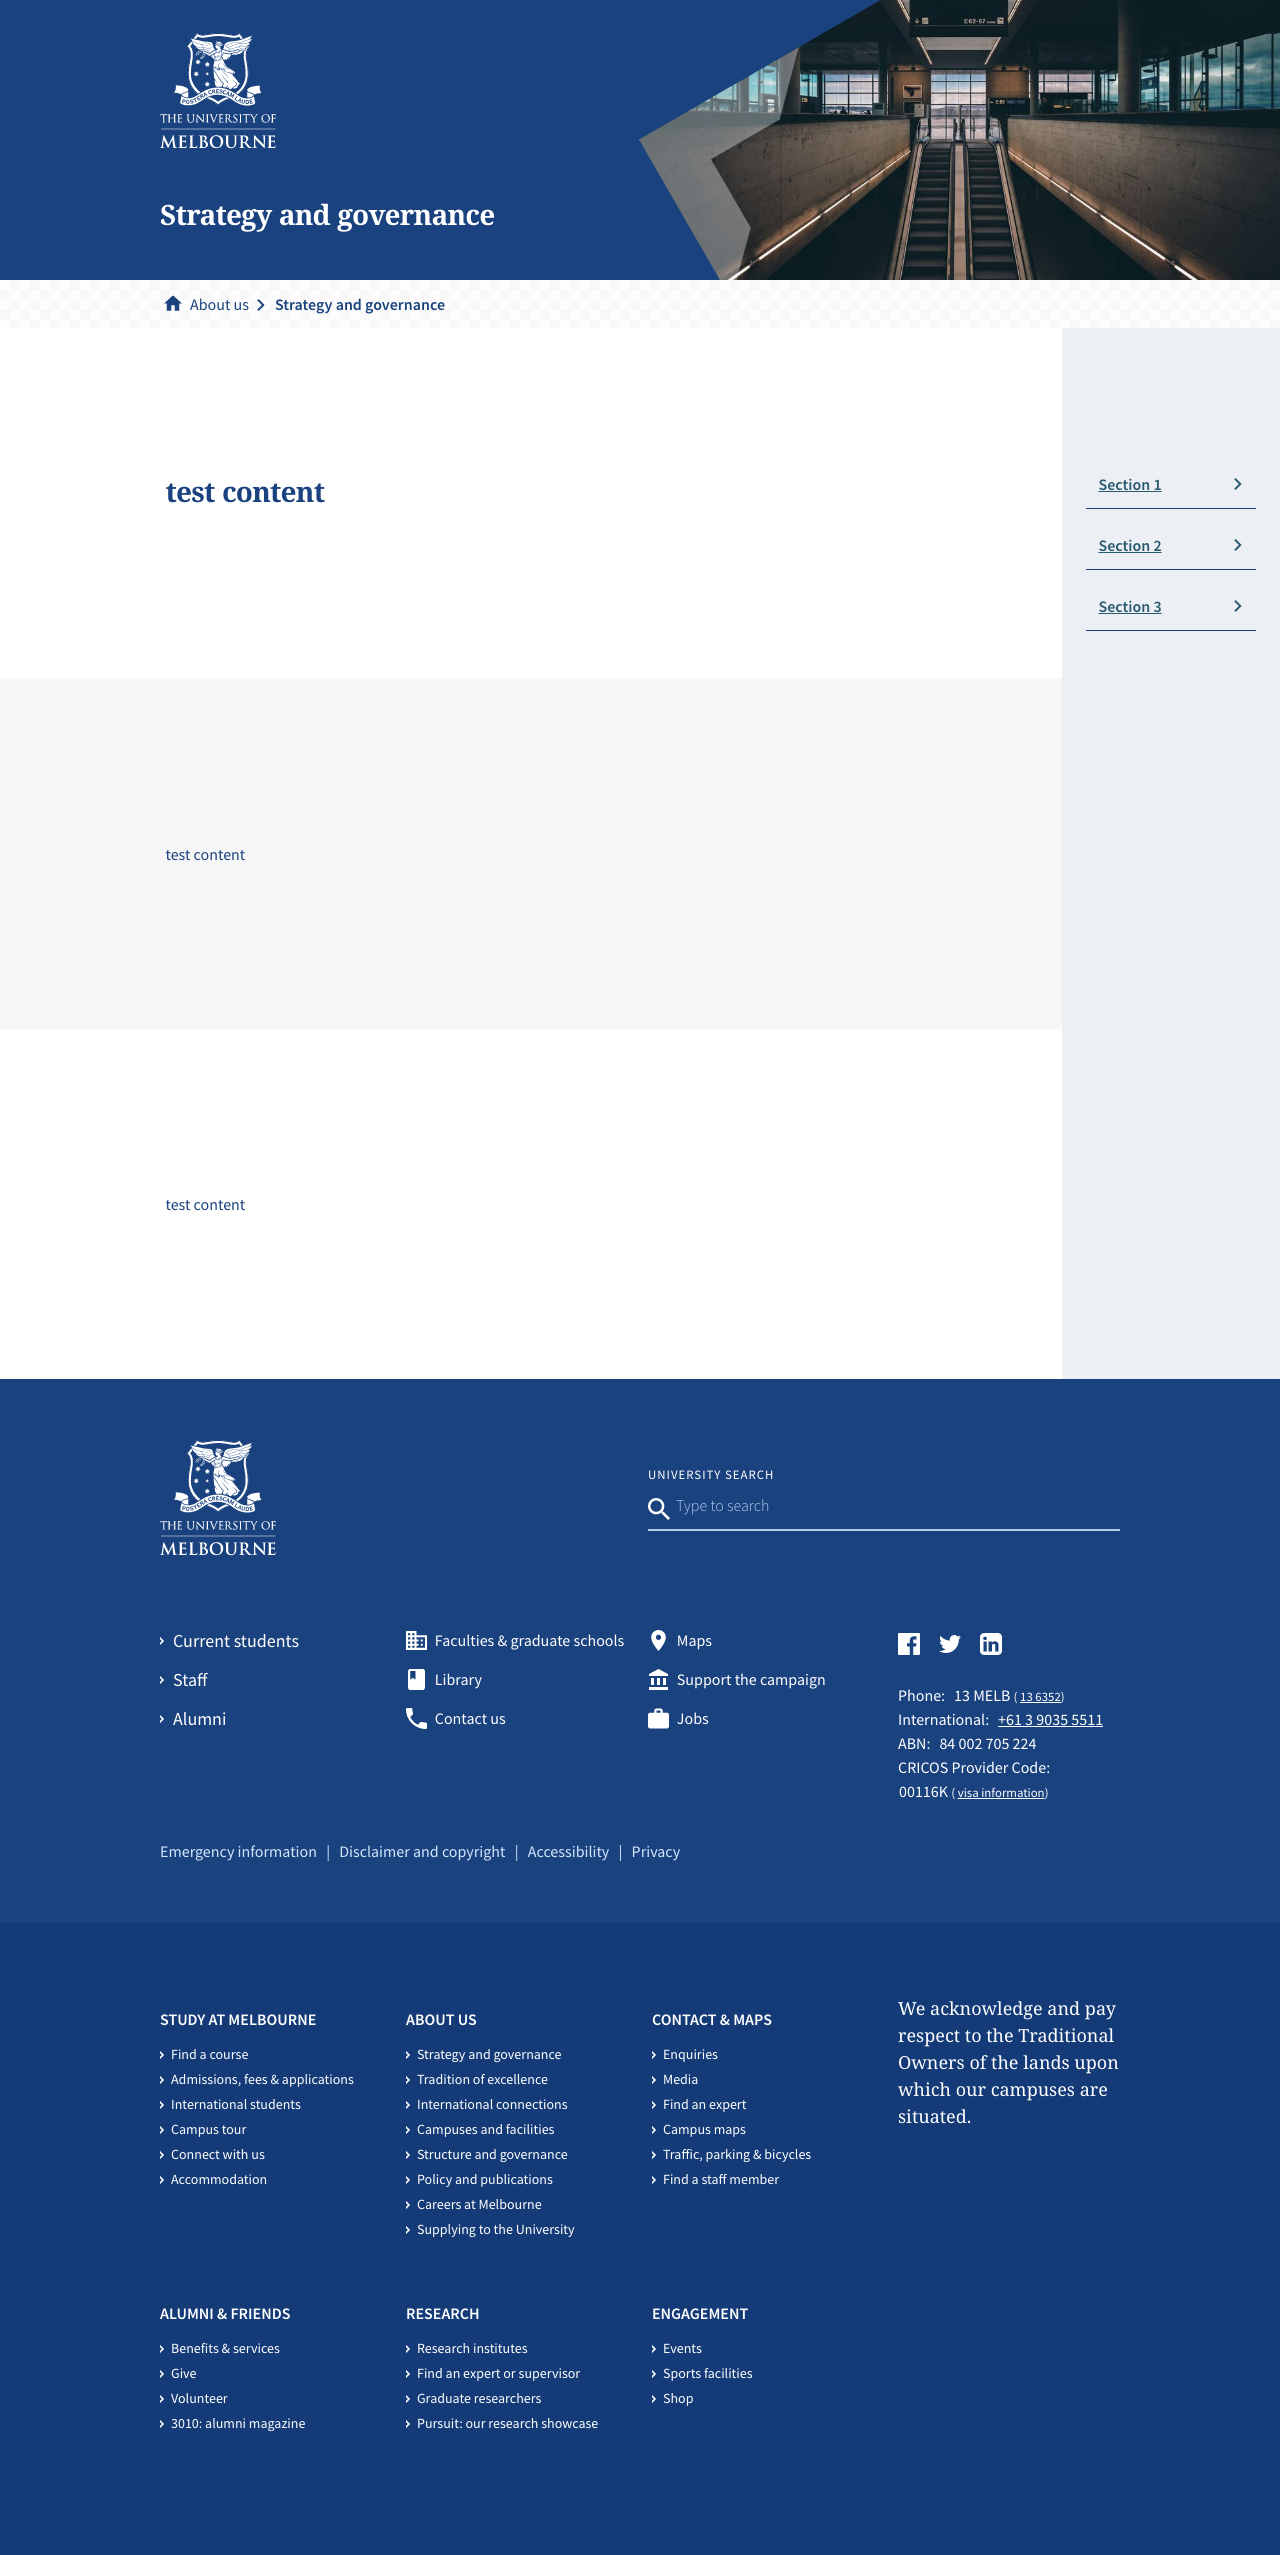 POSTERA CRESCAM LAUDE
THE UNIVERSITY OF
MELBOURNE
E62-67
E59
Strategy and governance
About us
Strategy and governance
test content
Section 1
Section 2
Section 3
test content
test content
POSTERA CRESCAM LAUDE
THE UNIVERSITY OF
MELBOURNE
UNIVERSITY SEARCH
Type to search
Current students
Staff
Alumni
Faculties & graduate schools
Library
Contact us
Maps
Support the campaign
Jobs
Phone: 13 MELB ( 13 6352)
International: +61 3 9035 5511
ABN: 84 002 705 224
CRICOS Provider Code:
00116K ( visa information)
Emergency information | Disclaimer and copyright | Accessibility | Privacy
STUDY AT MELBOURNE
Find a course
Admissions, fees & applications
International students
Campus tour
Connect with us
Accommodation
ABOUT US
Strategy and governance
Tradition of excellence
International connections
Campuses and facilities
Structure and governance
Policy and publications
Careers at Melbourne
Supplying to the University
CONTACT & MAPS
Enquiries
Media
Find an expert
Campus maps
Traffic, parking & bicycles
Find a staff member
We acknowledge and pay
respect to the Traditional
Owners of the lands upon
which our campuses are
situated.
ALUMNI & FRIENDS
Benefits & services
Give
Volunteer
3010: alumni magazine
RESEARCH
Research institutes
Find an expert or supervisor
Graduate researchers
Pursuit: our research showcase
ENGAGEMENT
Events
Sports facilities
Shop